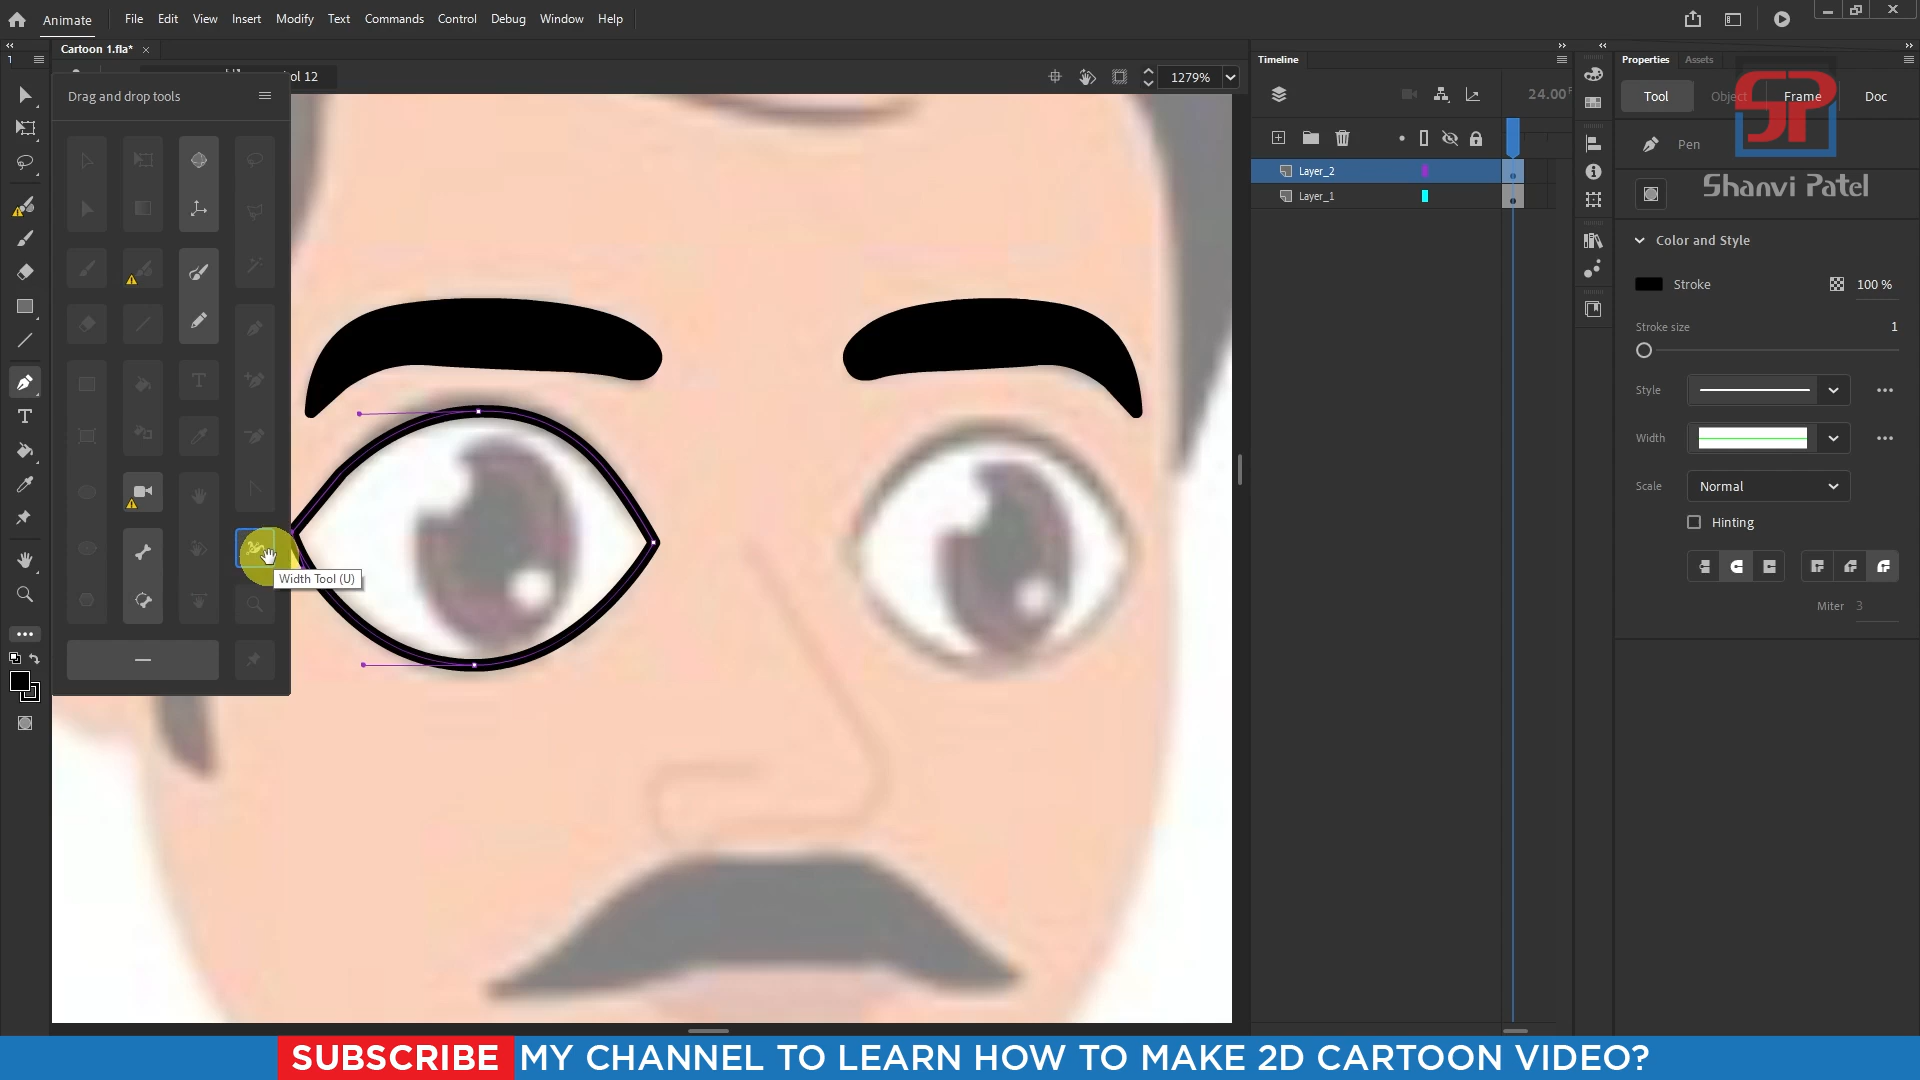 Animate
File Edit View Insert Modify Text Commands Control Debug Window Help
Cartoon 1.fla* ×
ol 12
1279%
Drag and drop tools
Width Tool (U)
Timeline
24.00
Layer_2
Layer_1
Properties Assets
Tool Object Frame Doc
SP
Pen
Shanvi Patel
Color and Style
Stroke 100 %
Stroke size 1
Style
Width
Scale Normal
Hinting
Miter 3
SUBSCRIBE MY CHANNEL TO LEARN HOW TO MAKE 2D CARTOON VIDEO?